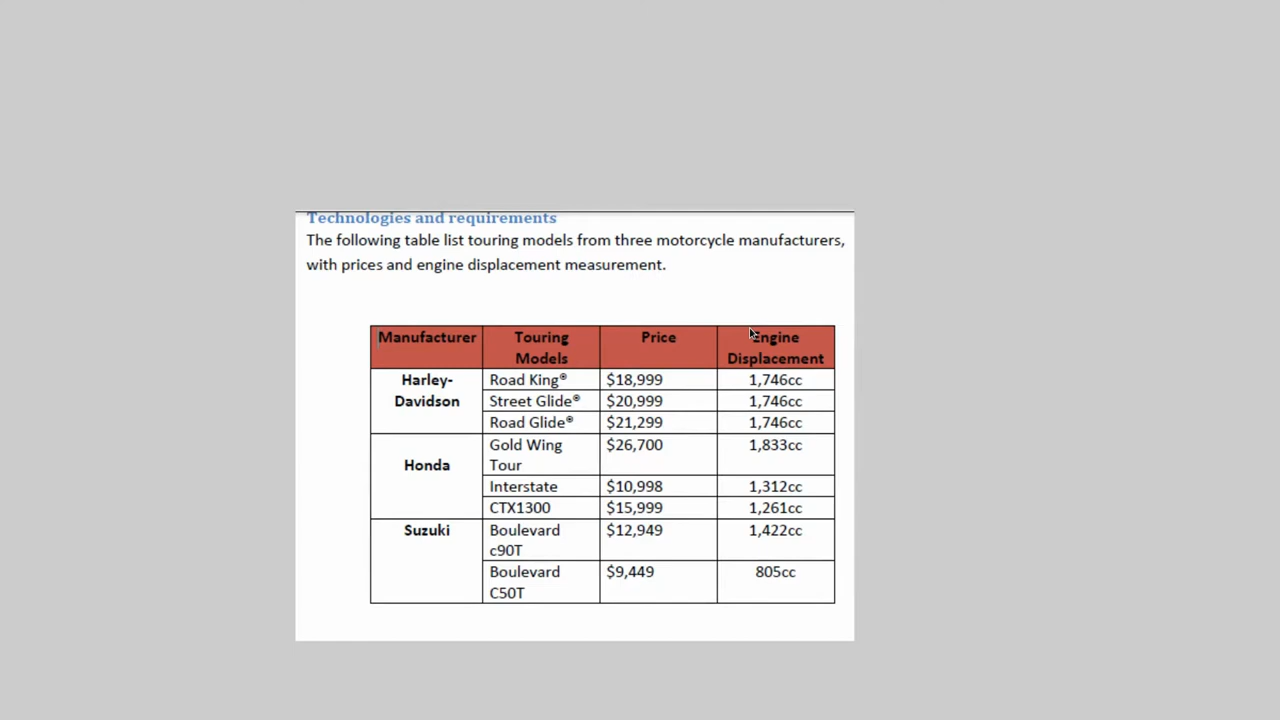 Technologies and requirements
The following table list touring models from three motorcycle manufacturers,
with prices and engine displacement measurement.
Manufacturer Touring Models Price Engine Displacement
Harley-Davidson Road King® $18,999 1,746cc
Street Glide® $20,999 1,746cc
Road Glide® $21,299 1,746cc
Honda Gold Wing Tour $26,700 1,833cc
Interstate $10,998 1,312cc
CTX1300 $15,999 1,261cc
Suzuki Boulevard c90T $12,949 1,422cc
Boulevard C50T $9,449 805cc